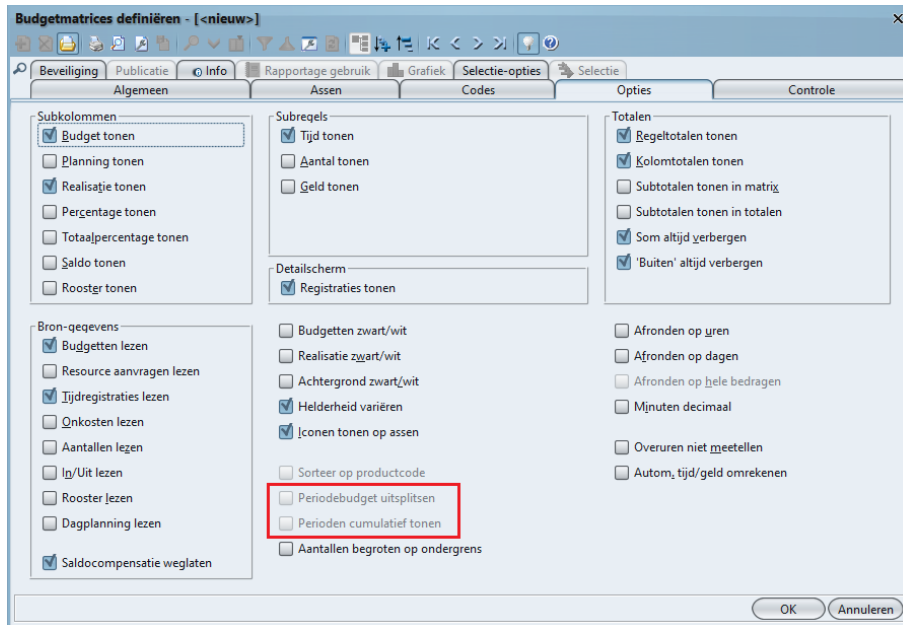 Budgetmatrices definiëren - [<nieuw>]
Beveiliging Publicatie Info Rapportage gebruik Grafiek Selectie-opties Selectie
Algemeen Assen Codes Opties Controle
Subkolommen
Budget tonen
Planning tonen
Realisatie tonen
Percentage tonen
Totaalpercentage tonen
Saldo tonen
Rooster tonen
Subregels
Tijd tonen
Aantal tonen
Geld tonen
Detailscherm
Registraties tonen
Totalen
Regeltotalen tonen
Kolomtotalen tonen
Subtotalen tonen in matrix
Subtotalen tonen in totalen
Som altijd verbergen
'Buiten' altijd verbergen
Bron-gegevens
Budgetten lezen
Resource aanvragen lezen
Tijdregistraties lezen
Onkosten lezen
Aantallen lezen
In/Uit lezen
Rooster lezen
Dagplanning lezen
Saldocompensatie weglaten
Budgetten zwart/wit
Realisatie zwart/wit
Achtergrond zwart/wit
Helderheid variëren
Iconen tonen op assen
Sorteer op productcode
Periodebudget uitsplitsen
Perioden cumulatief tonen
Aantallen begroten op ondergrens
Afronden op uren
Afronden op dagen
Afronden op hele bedragen
Minuten decimaal
Overuren niet meetellen
Autom. tijd/geld omrekenen
OK Annuleren